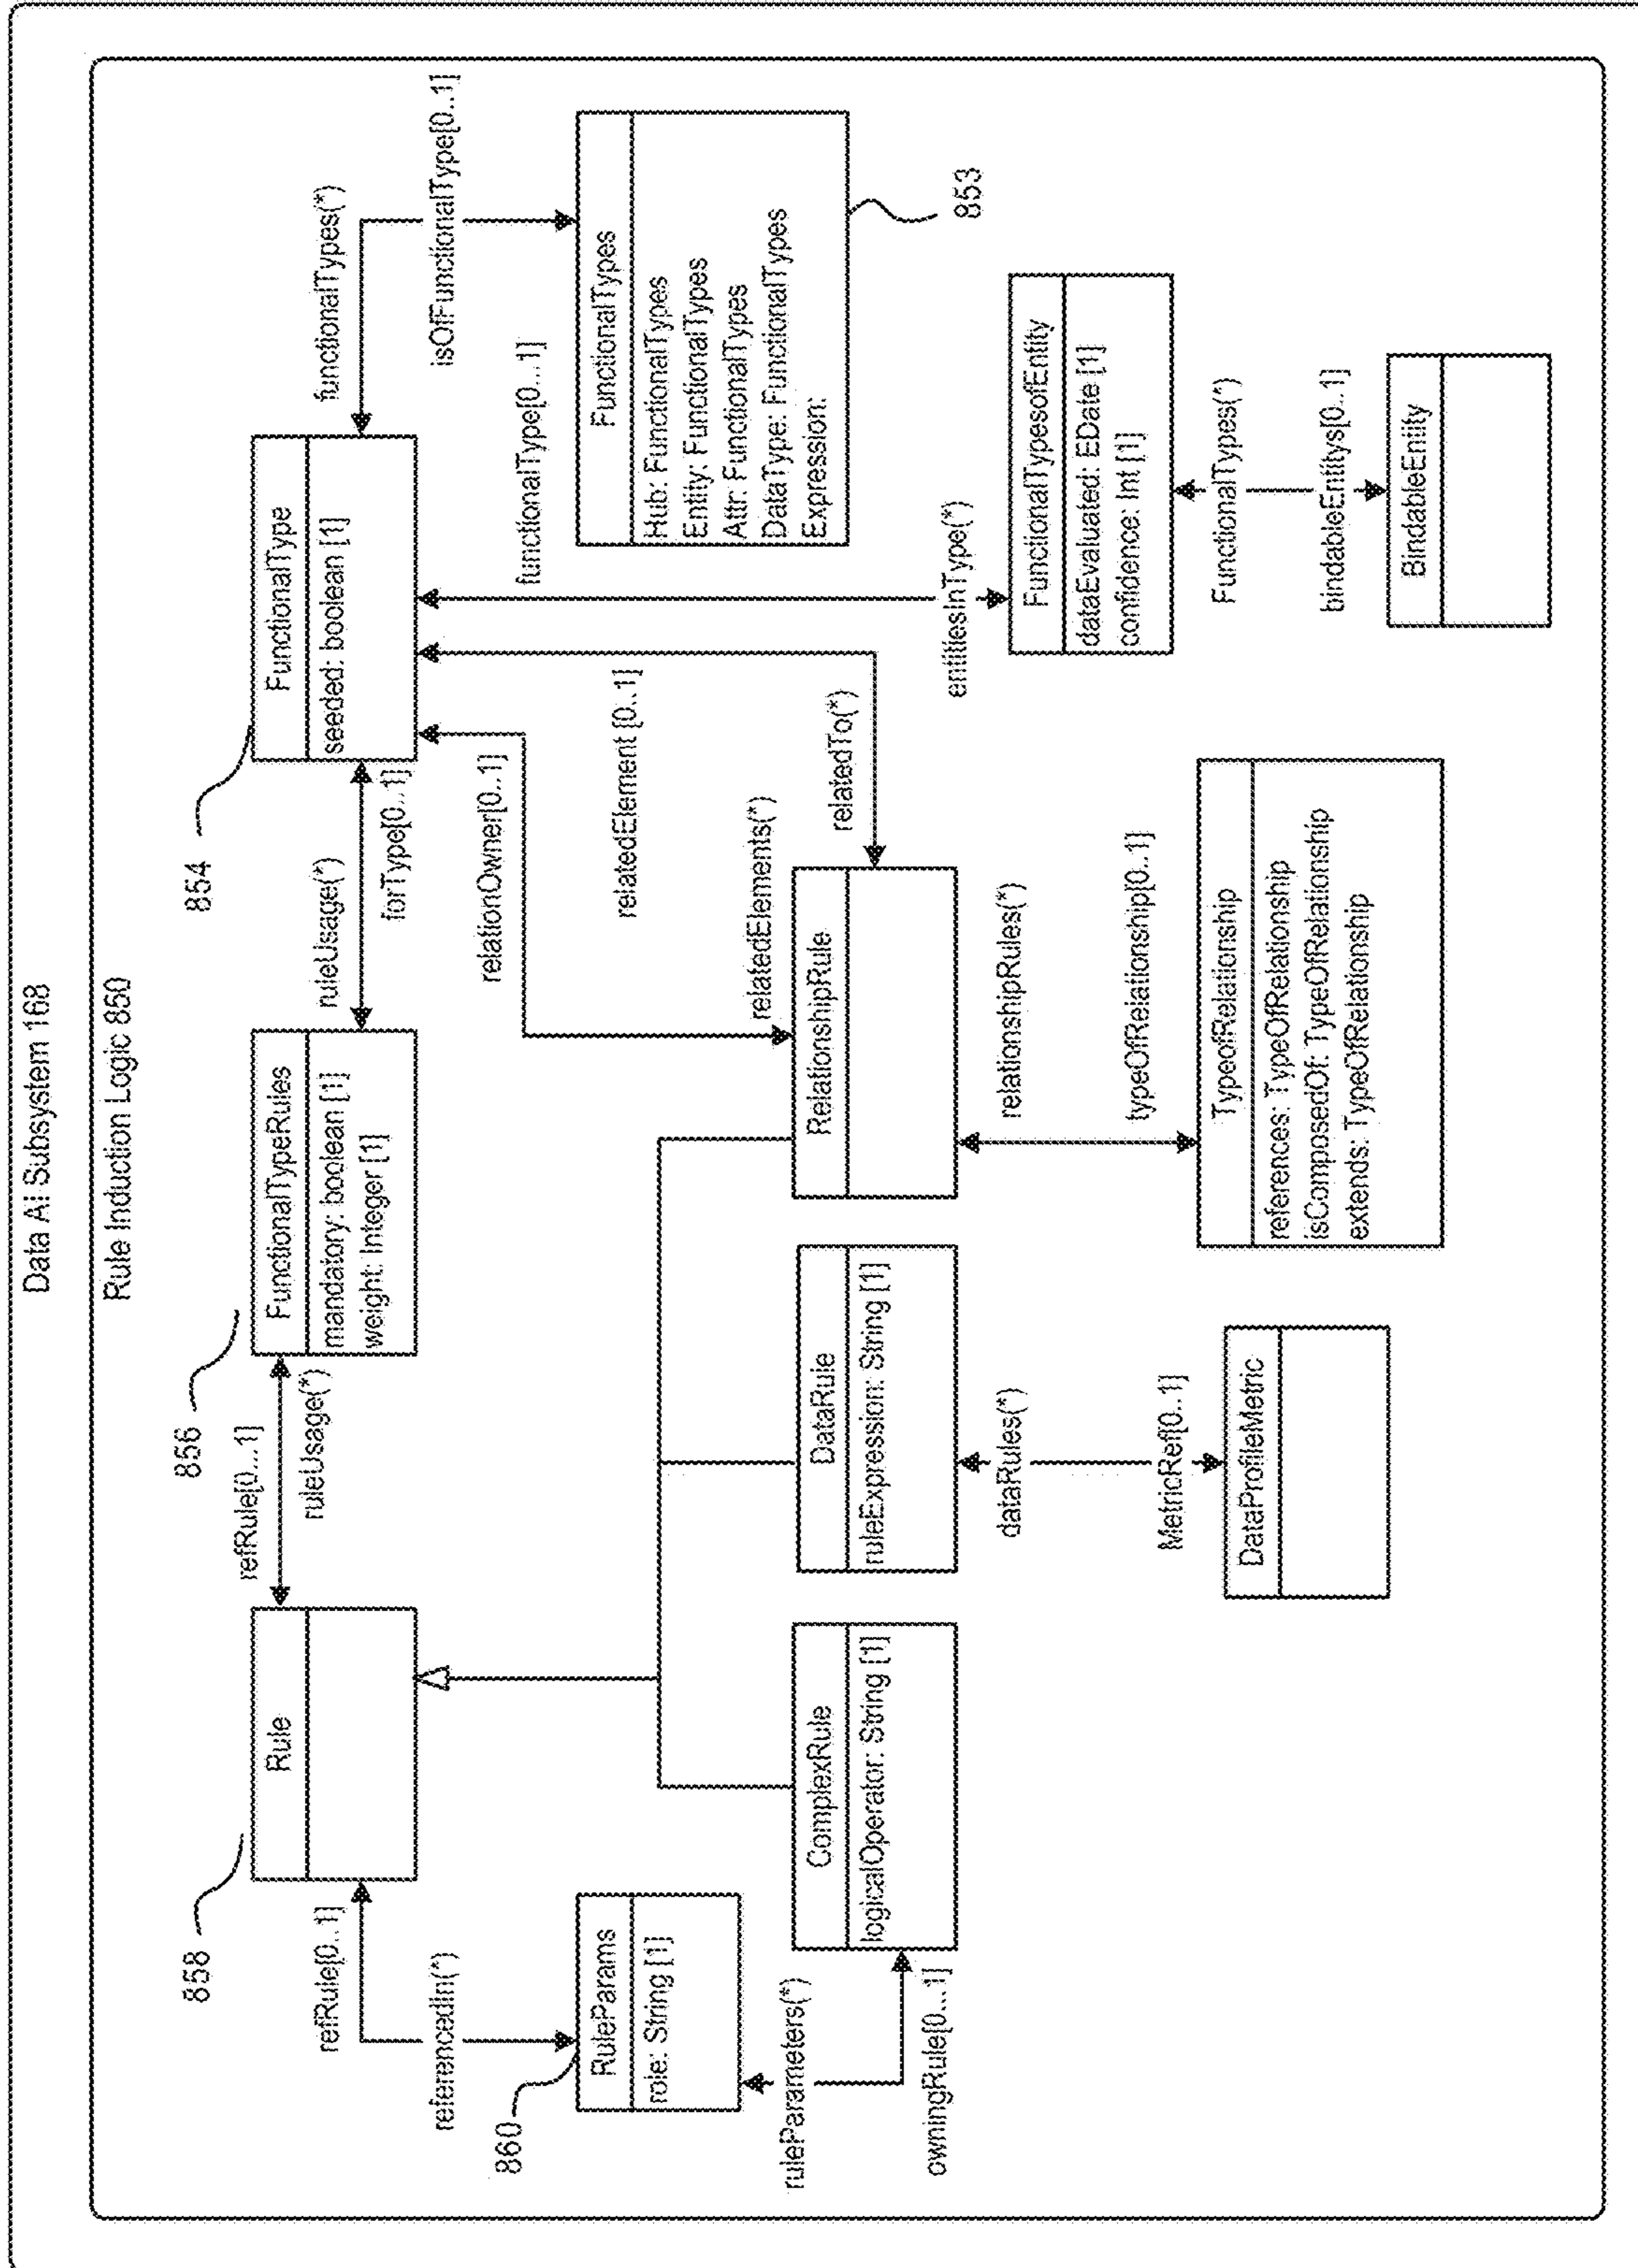 Data AI Subsystem 168
Rule Induction Logic 850
858
856
854
Rule
refRule[0...1]
ruleUsage(*)
FunctionalTypeRules
mandatory: boolean [1]
weight: Integer [1]
ruleUsage(*)
forType[0..1]
FunctionalType
seeded: boolean [1]
functionalTypes(*)
isOfFunctionalType[0..1]
refRule[0..1]
referencedIn(*)
860
RuleParams
role: String [1]
relationOwner[0..1]
functionalType[0...1]
FunctionalTypes
Hub: FunctionalTypes
Entity: FunctionalTypes
Attr: FunctionalTypes
DataType: FunctionalTypes
Expression:
853
relatedElement [0..1]
relatedElements(*)
relatedTo(*)
ruleParameters(*)
owningRule[0...1]
ComplexRule
logicalOperator: String [1]
DataRule
ruleExpression: String [1]
RelationshipRule
entitiesInType(*)
FunctionalTypesofEntity
dataEvaluated: EDate [1]
confidence: Int [1]
dataRules(*)
MetricRef[0..1]
relationshipRules(*)
typeOfRelationship[0..1]
FunctionalTypes(*)
bindableEntitys[0..1]
DataProfileMetric
TypeofRelationship
references: TypeOfRelationship
isComposedOf: TypeOfRelationship
extends: TypeOfRelationship
BindableEntity